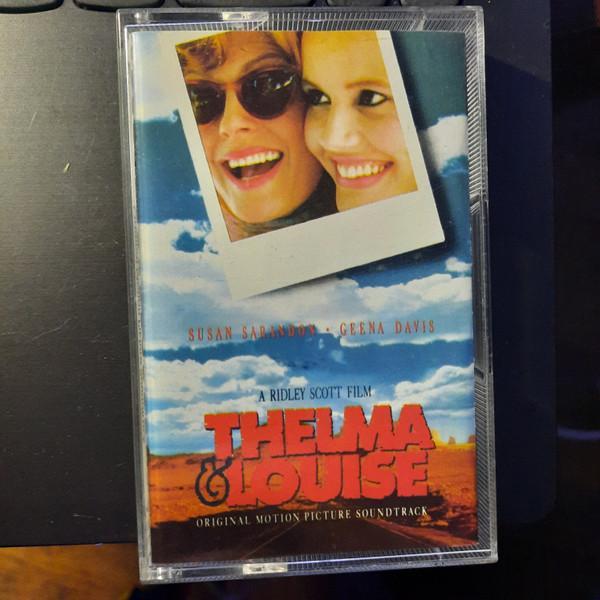 SUSAN SARANDON • GEENA DAVIS
A RIDLEY SCOTT FILM
THELMA
& LOUISE
ORIGINAL MOTION PICTURE SOUNDTRACK